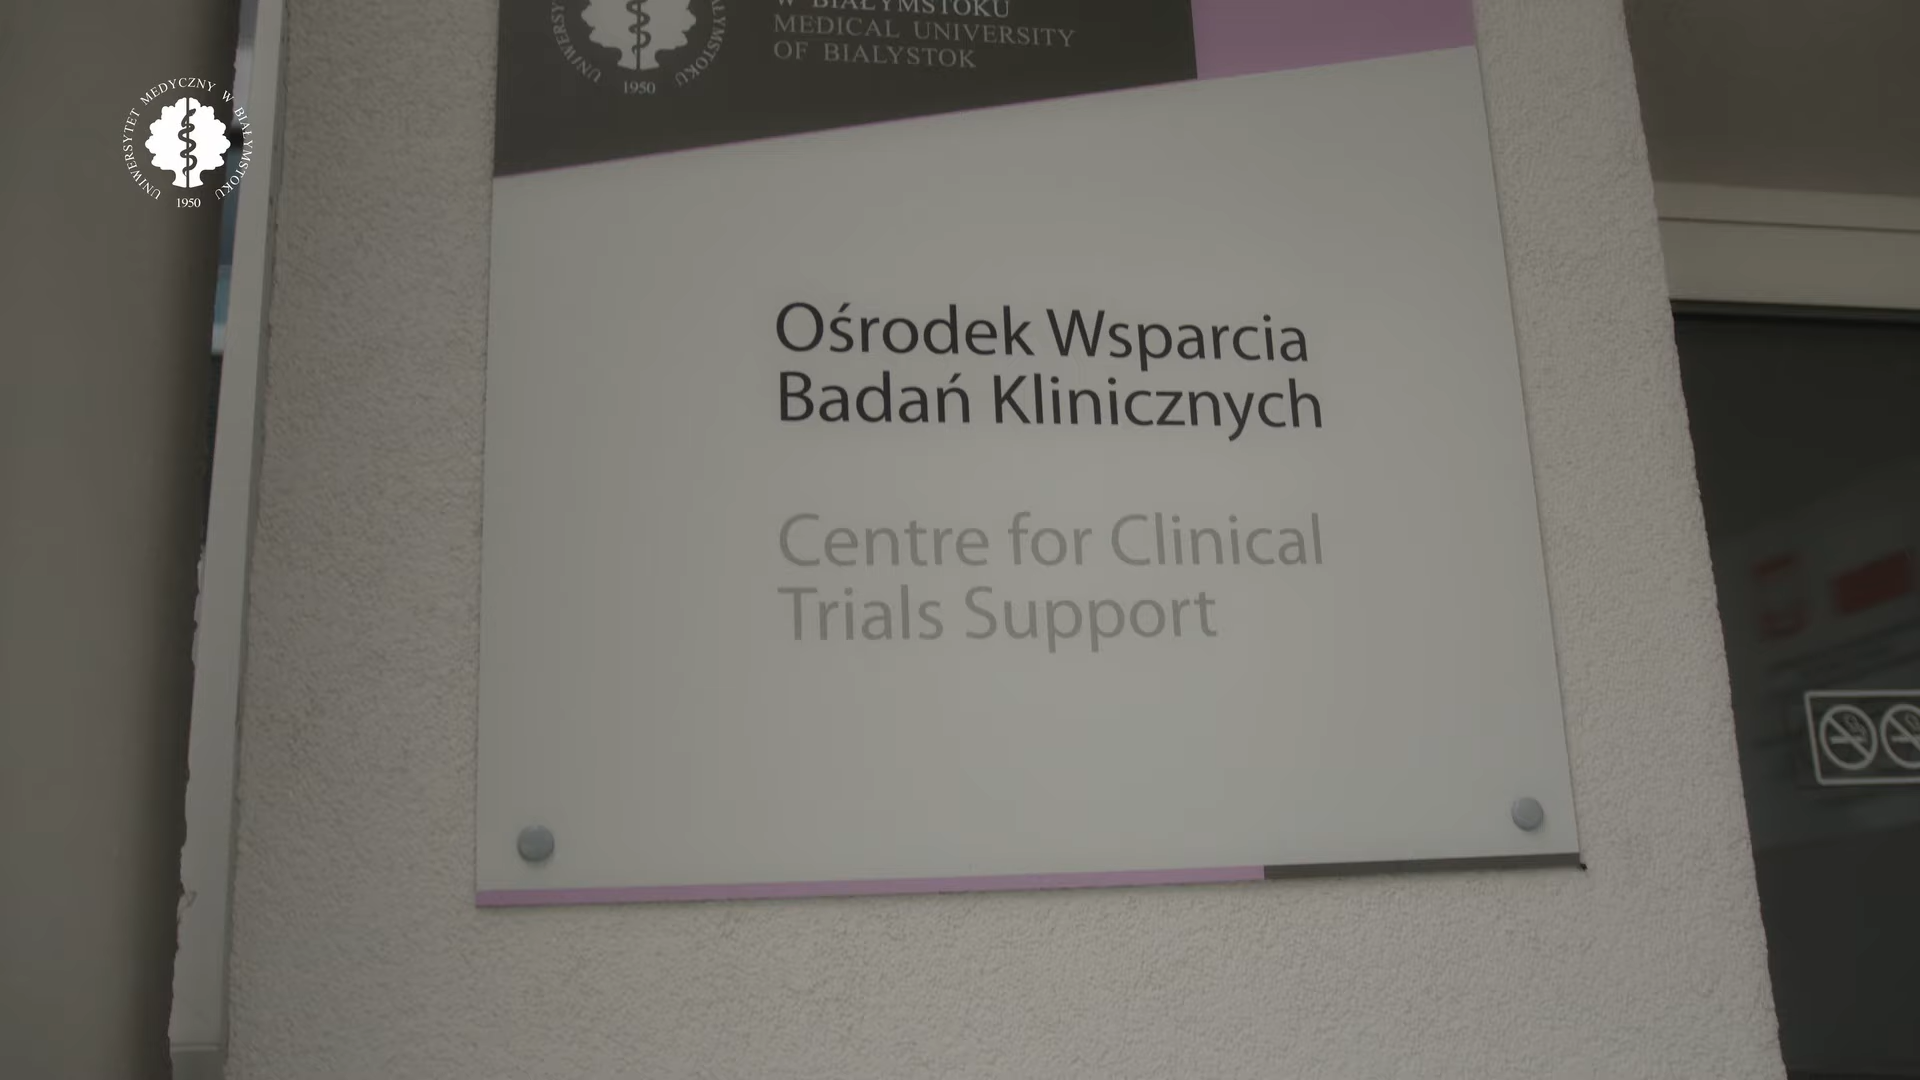 UNIWERSYTET MEDYCZNY W BIAŁYMSTOKU
1950
1950
W BIAŁYMSTOKU
MEDICAL UNIVERSITY
OF BIALYSTOK
Ośrodek Wsparcia
Badań Klinicznych
Centre for Clinical
Trials Support